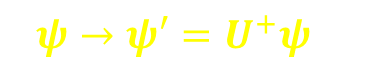 ψ → ψ′ = U⁺ψ